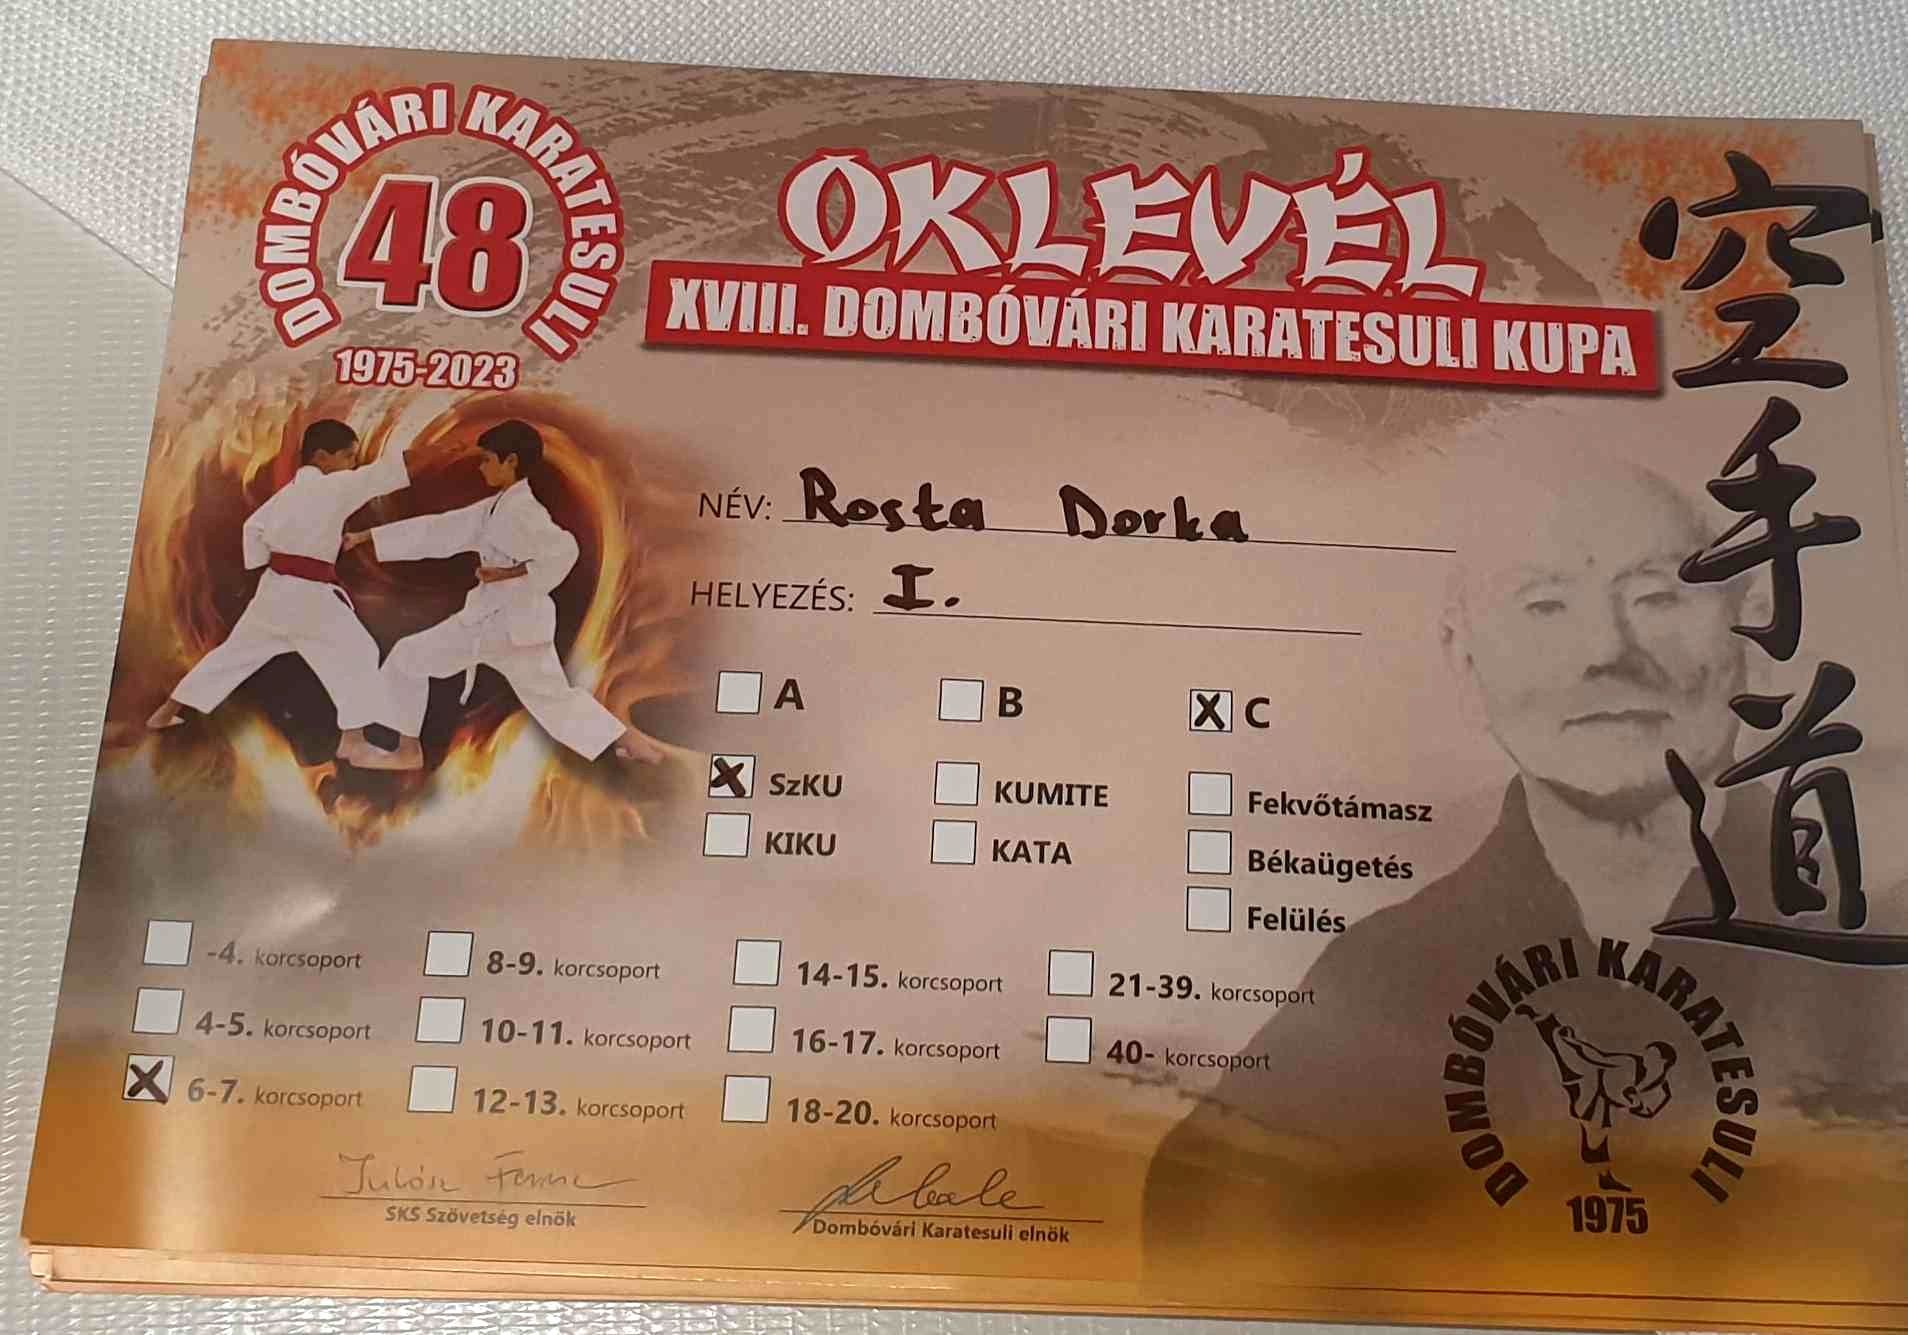 DOMBÓVÁRI KARATESULI
48
1975-2023
OKLEVÉL
XVIII. DOMBÓVÁRI KARATESULI KUPA
空手道
NÉV: Rosta Dorka
HELYEZÉS: I.
A B X C
X SzKU KUMITE Fekvőtámasz
KIKU KATA Békaügetés
Felülés
-4. korcsoport 8-9. korcsoport 14-15. korcsoport 21-39. korcsoport
4-5. korcsoport 10-11. korcsoport 16-17. korcsoport 40- korcsoport
X 6-7. korcsoport 12-13. korcsoport 18-20. korcsoport
SKS Szövetség elnök
Dombóvári Karatesuli elnök
DOMBÓVÁRI KARATESULI
1975